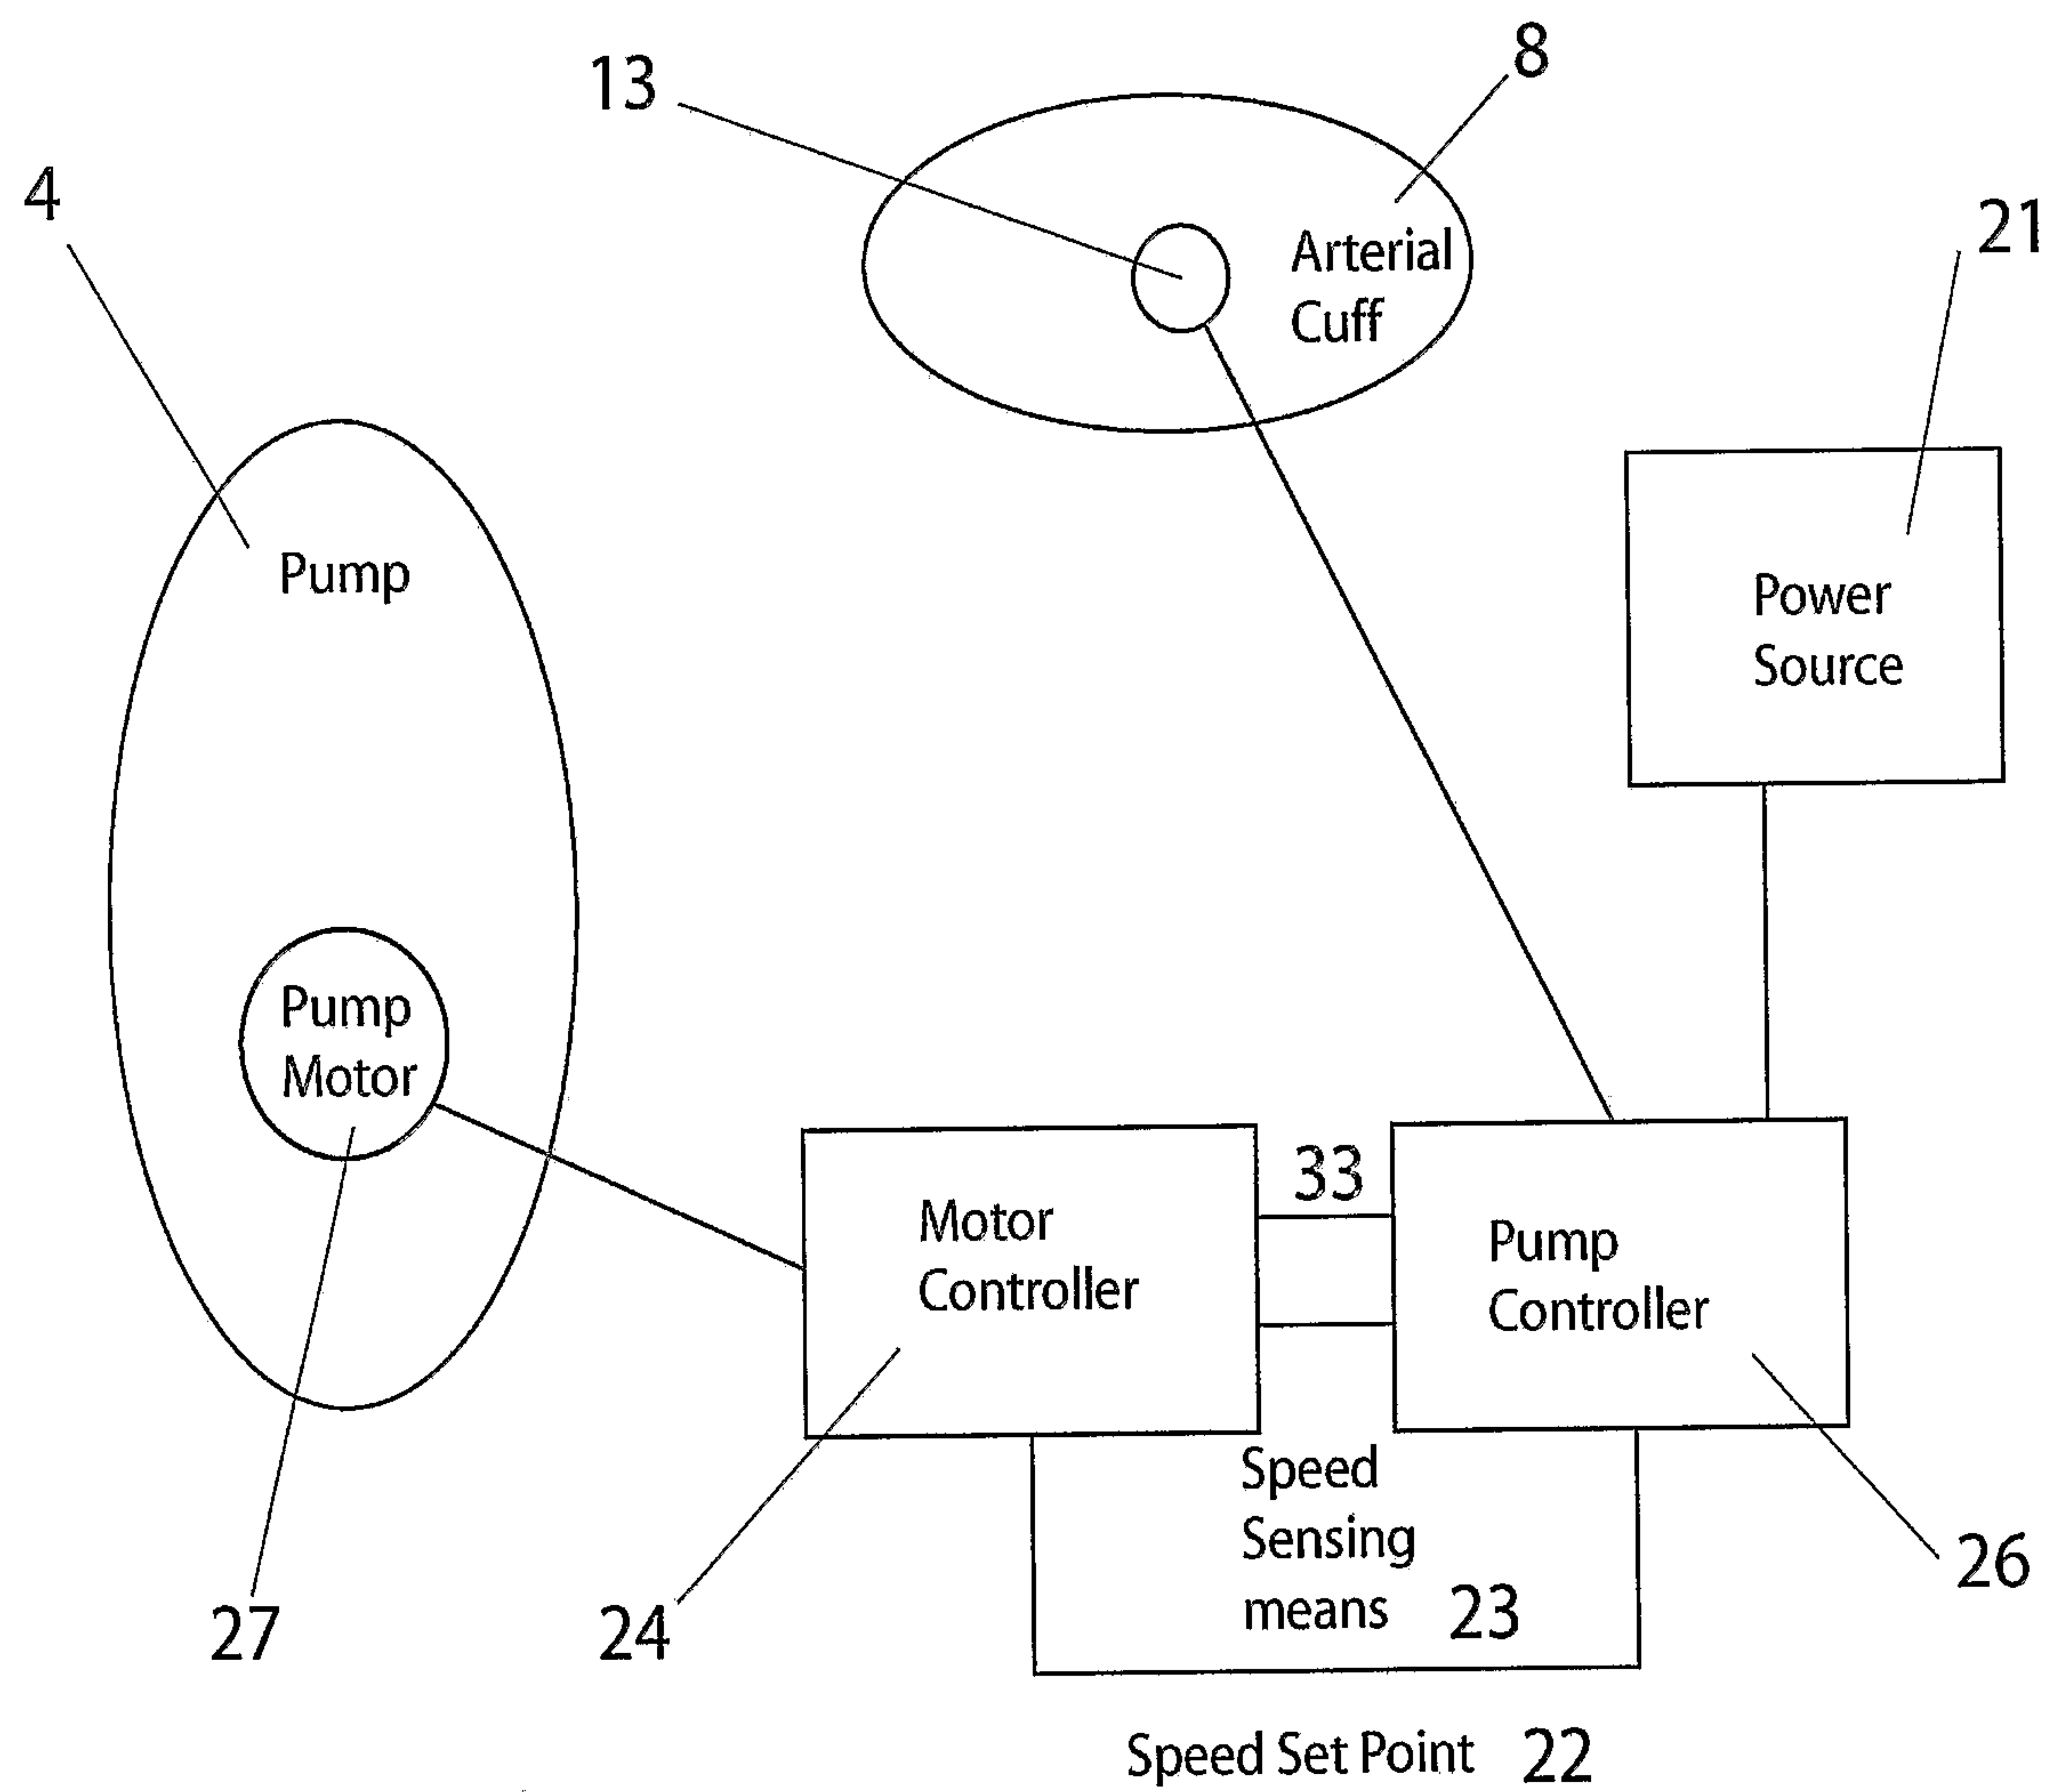 8
13
4
21
Arterial
Cuff
Pump
Power
Source
Pump
Motor
33
Motor
Controller
Pump
Controller
Speed
Sensing
means 23
26
27
24
Speed Set Point 22